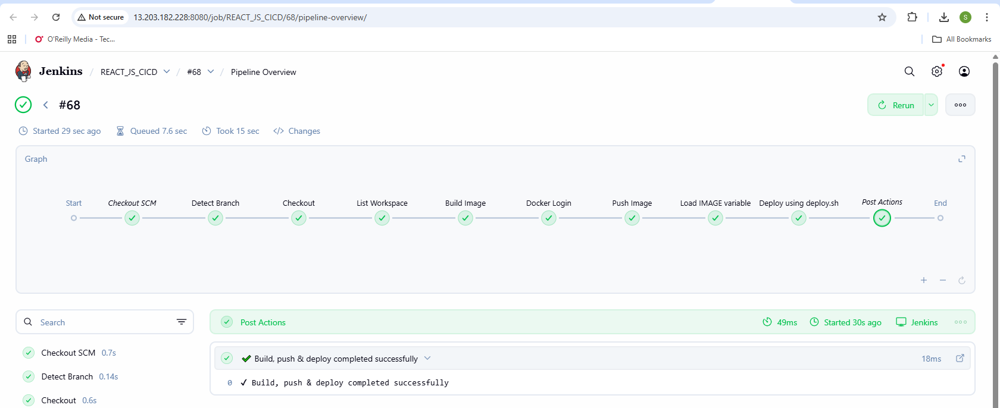 Not secure 13.203.182.228:8080/job/REACT_JS_CICD/68/pipeline-overview/ S
O'Reilly Media - Tec... All Bookmarks
Jenkins / REACT_JS_CICD / #68 / Pipeline Overview
#68 Rerun
Started 29 sec ago Queued 7.6 sec Took 15 sec </> Changes
Graph
Start Checkout SCM Detect Branch Checkout List Workspace Build Image Docker Login Push Image Load IMAGE variable Deploy using deploy.sh Post Actions End
Search Post Actions 49ms Started 30s ago Jenkins
Checkout SCM 0.7s ✔ Build, push & deploy completed successfully 18ms
Detect Branch 0.14s 0 ✔ Build, push & deploy completed successfully
Checkout 0.6s